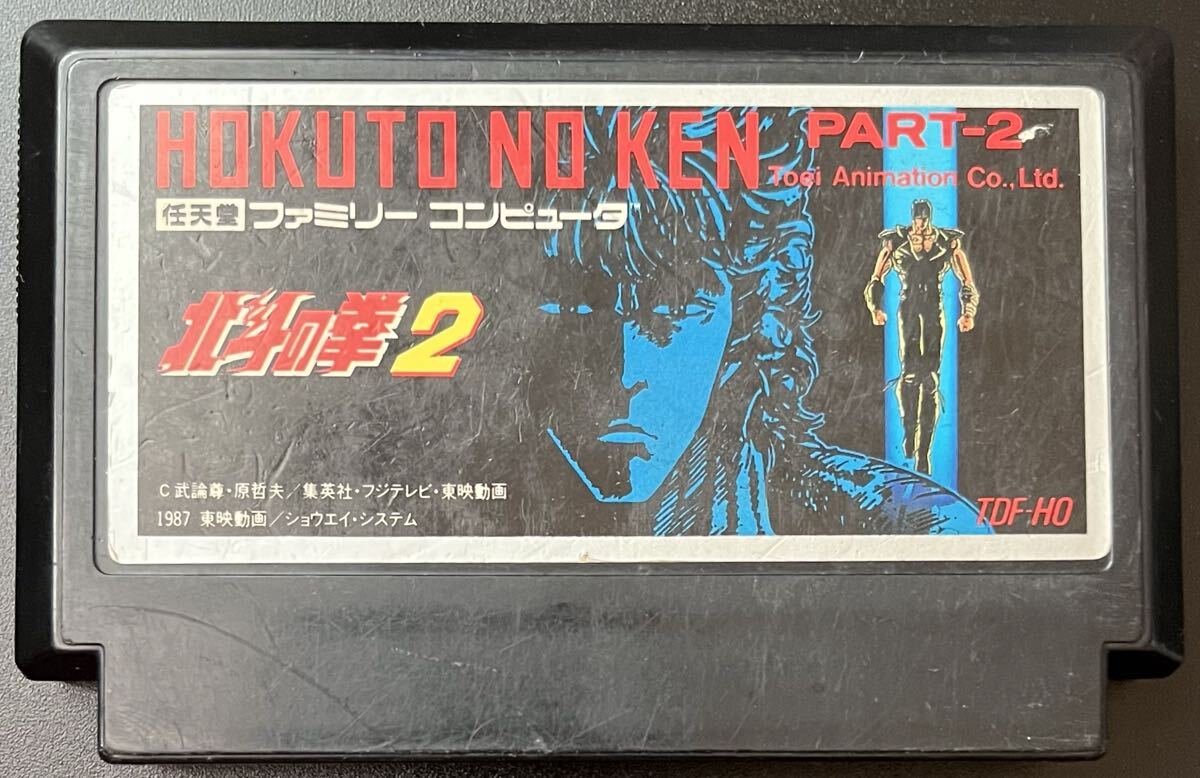 HOKUTO NO KEN PART-2
Toei Animation Co., Ltd.
任天堂 ファミリー コンピュータ™
北斗の拳2
C 武論尊・原哲夫／集英社・フジテレビ・東映動画
1987 東映動画／ショウエイ・システム
TDF-HO